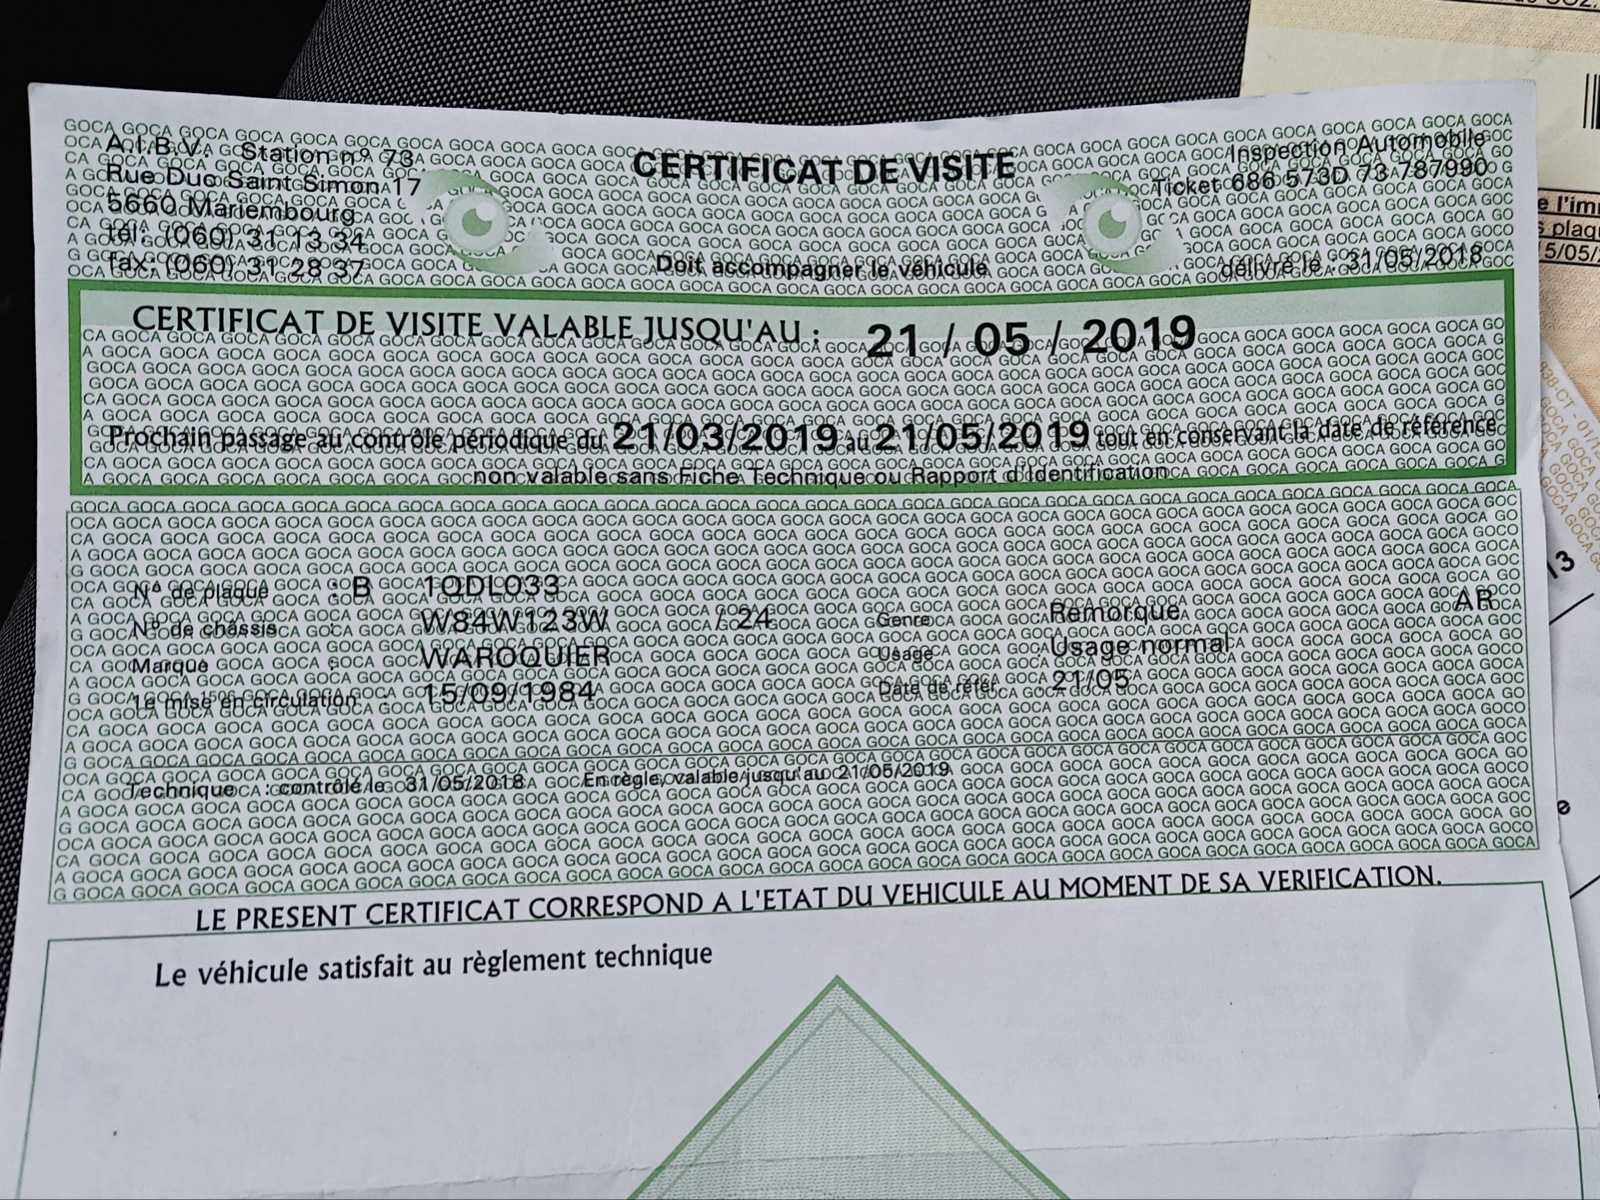 A.I.B.V. Station n° 73
Rue Duc Saint Simon 17
5660 Mariembourg
tél: (060) 31 13 34
fax: (060) 31 28 37
CERTIFICAT DE VISITE
Doit accompagner le véhicule
Inspection Automobile
Ticket 686 573D 73 787990
délivré le : 31/05/2018
CERTIFICAT DE VISITE VALABLE JUSQU'AU : 21 / 05 / 2019
Prochain passage au contrôle périodique du 21/03/2019 au 21/05/2019 tout en conservant la date de référence
non valable sans Fiche Technique ou Rapport d'Identification
N° de plaque : B 1QDL033
N° de châssis : W84W123W / 24
Marque : WAROQUIER
1e mise en circulation : 15/09/1984
Genre Remorque AR
Usage Usage normal
Date de référ. 21/05
Technique : contrôlé le 31/05/2018 En règle, valable jusqu'au 21/05/2019
LE PRESENT CERTIFICAT CORRESPOND A L'ETAT DU VEHICULE AU MOMENT DE SA VERIFICATION.
Le véhicule satisfait au règlement technique
e l'im
s plaq
5/05/
13
e